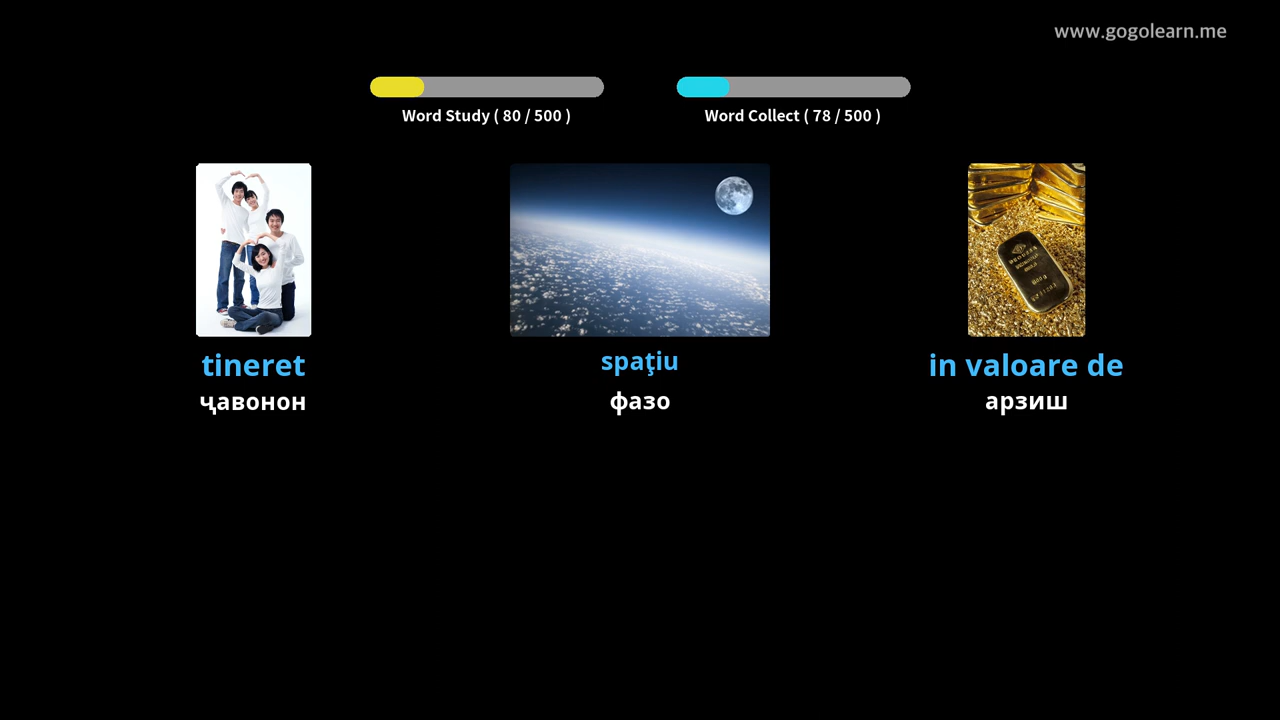 www.gogolearn.me
Word Study ( 80 / 500 )
Word Collect ( 78 / 500 )
tineret
spaţiu
in valoare de
ҷавонон
фазо
арзиш